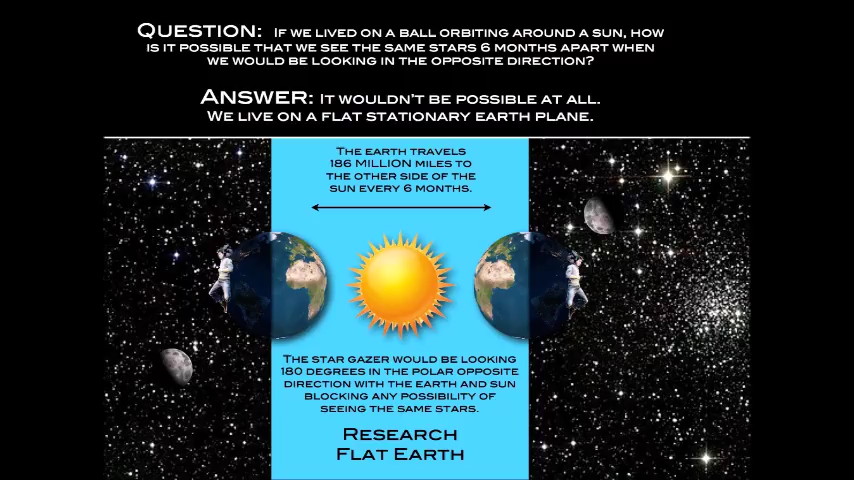 QUESTION: IF WE LIVED ON A BALL ORBITING AROUND A SUN, HOW
IS IT POSSIBLE THAT WE SEE THE SAME STARS 6 MONTHS APART WHEN
WE WOULD BE LOOKING IN THE OPPOSITE DIRECTION?
ANSWER: IT WOULDN'T BE POSSIBLE AT ALL.
WE LIVE ON A FLAT STATIONARY EARTH PLANE.
THE EARTH TRAVELS
186 MILLION MILES TO
THE OTHER SIDE OF THE
SUN EVERY 6 MONTHS.
THE STAR GAZER WOULD BE LOOKING
180 DEGREES IN THE POLAR OPPOSITE
DIRECTION WITH THE EARTH AND SUN
BLOCKING ANY POSSIBILITY OF
SEEING THE SAME STARS.
RESEARCH
FLAT EARTH